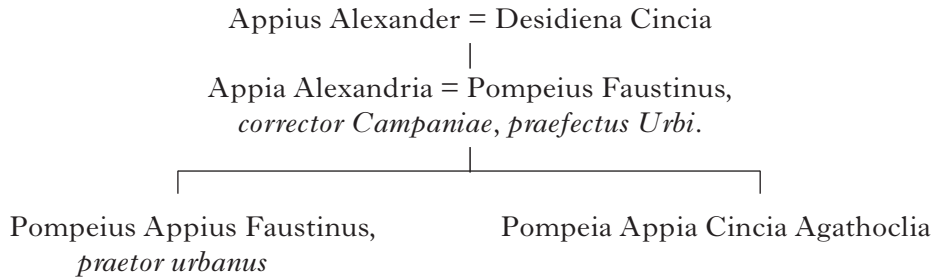 Appius Alexander = Desidiena Cincia
Appia Alexandria = Pompeius Faustinus,
corrector Campaniae, praefectus Urbi.
Pompeius Appius Faustinus,
praetor urbanus
Pompeia Appia Cincia Agathoclia